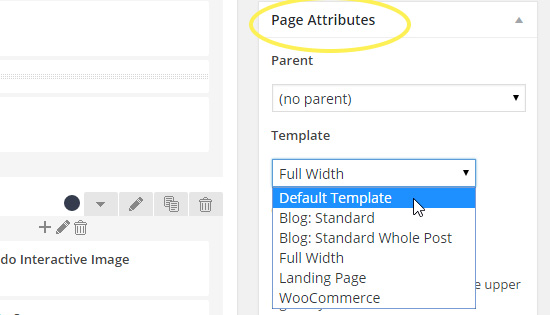 Page Attributes
Parent
(no parent)
Template
Full Width
Default Template
Blog: Standard
Blog: Standard Whole Post
Full Width
do Interactive Image
Landing Page
e upper
WooCommerce